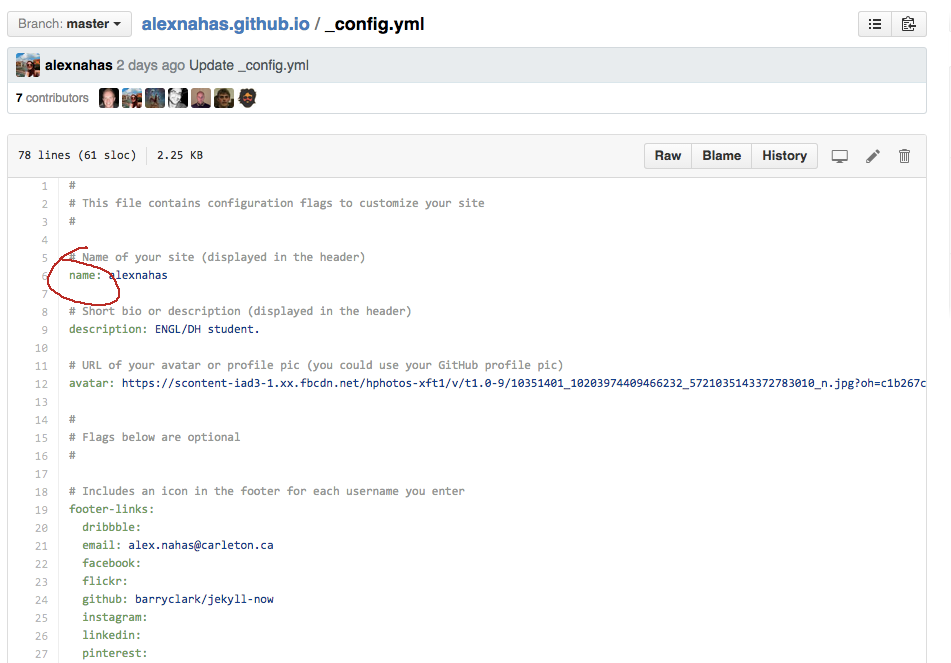 Branch: master
alexnahas.github.io / _config.yml
alexnahas 2 days ago Update _config.yml
7 contributors
78 lines (61 sloc) 2.25 KB
Raw Blame History
1 #
2 # This file contains configuration flags to customize your site
3 #
4
5 # Name of your site (displayed in the header)
6 name: alexnahas
7
8 # Short bio or description (displayed in the header)
9 description: ENGL/DH student.
10
11 # URL of your avatar or profile pic (you could use your GitHub profile pic)
12 avatar: https://scontent-iad3-1.xx.fbcdn.net/hphotos-xft1/v/t1.0-9/10351401_10203974409466232_5721035143372783010_n.jpg?oh=c1b267c
13
14 #
15 # Flags below are optional
16 #
17
18 # Includes an icon in the footer for each username you enter
19 footer-links:
20 dribbble:
21 email: alex.nahas@carleton.ca
22 facebook:
23 flickr:
24 github: barryclark/jekyll-now
25 instagram:
26 linkedin:
27 pinterest: